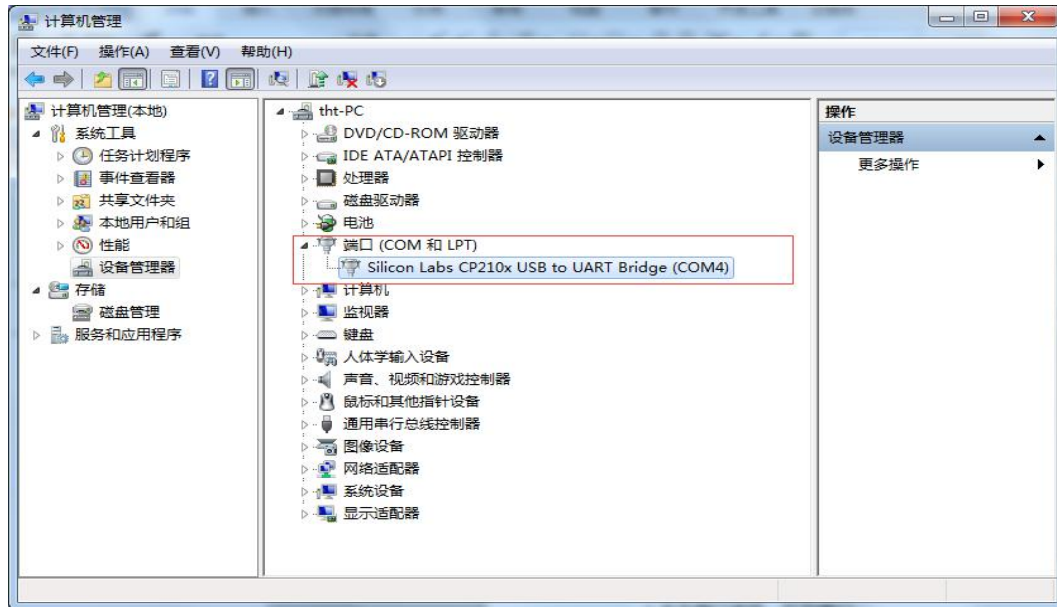 计算机管理
文件(F) 操作(A) 查看(V) 帮助(H)
计算机管理(本地)
系统工具
任务计划程序
事件查看器
共享文件夹
本地用户和组
性能
设备管理器
存储
磁盘管理
服务和应用程序
tht-PC
DVD/CD-ROM 驱动器
IDE ATA/ATAPI 控制器
处理器
磁盘驱动器
电池
端口 (COM 和 LPT)
Silicon Labs CP210x USB to UART Bridge (COM4)
计算机
监视器
键盘
人体学输入设备
声音、视频和游戏控制器
鼠标和其他指针设备
通用串行总线控制器
图像设备
网络适配器
系统设备
显示适配器
操作
设备管理器
更多操作